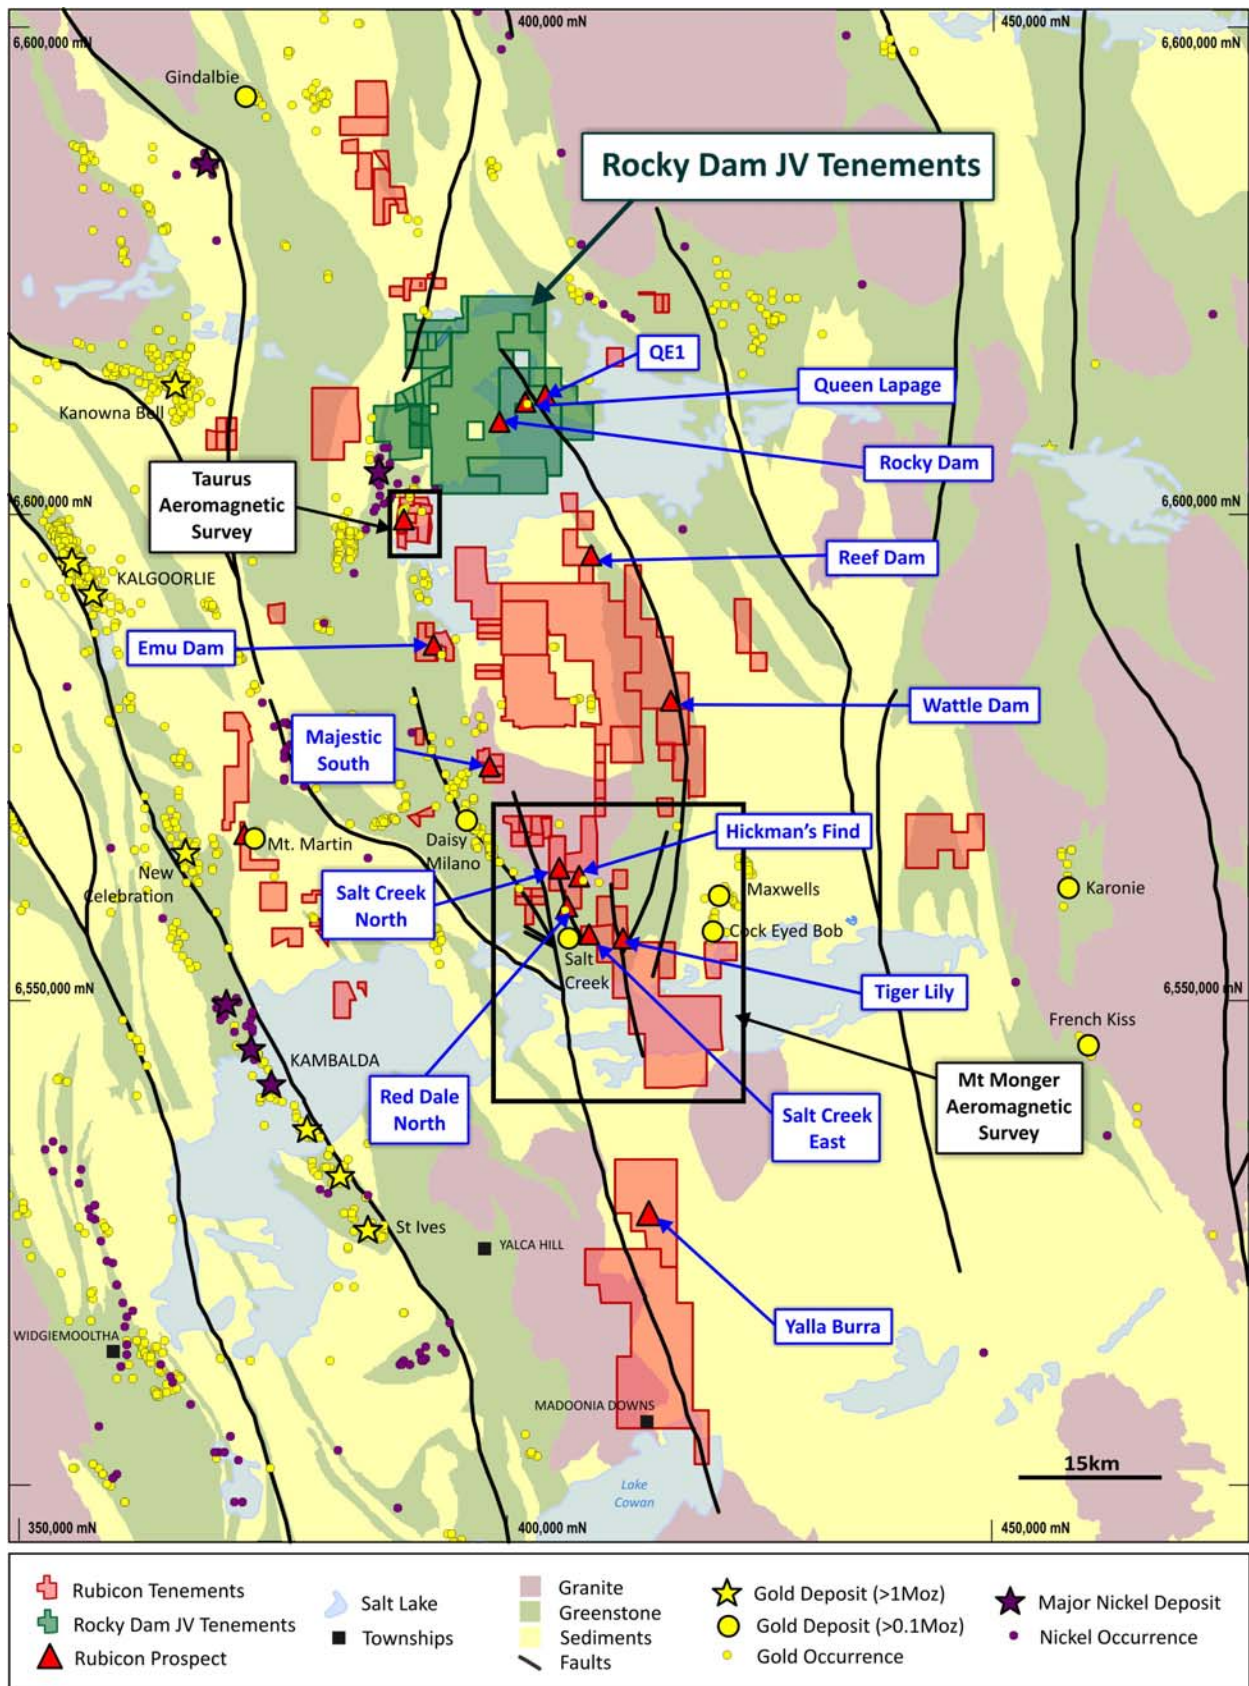 400,000 mN
450,000 mN
6,600,000 mN
6,600,000 mN
Gindalbie
Rocky Dam JV Tenements
QE1
Queen Lapage
Kanowna Bell
Rocky Dam
Taurus
Aeromagnetic
Survey
6,600,000 mN
6,600,000 mN
Reef Dam
KALGOORLIE
Emu Dam
Wattle Dam
Majestic
South
Hickman's Find
Mt. Martin
Daisy
Milano
New
Celebration
Salt Creek
North
Maxwells
Karonie
Cock Eyed Bob
Salt
Creek
Tiger Lily
6,550,000 mN
6,550,000 mN
French Kiss
KAMBALDA
Red Dale
North
Salt Creek
East
Mt Monger
Aeromagnetic
Survey
St Ives
YALCA HILL
Yalla Burra
WIDGIEMOOLTHA
MADOONIA DOWNS
15km
Lake
Cowan
350,000 mN
400,000 mN
450,000 mN
Rubicon Tenements
Rocky Dam JV Tenements
Rubicon Prospect
Salt Lake
Townships
Granite
Greenstone
Sediments
Faults
Gold Deposit (>1Moz)
Gold Deposit (>0.1Moz)
Gold Occurrence
Major Nickel Deposit
Nickel Occurrence